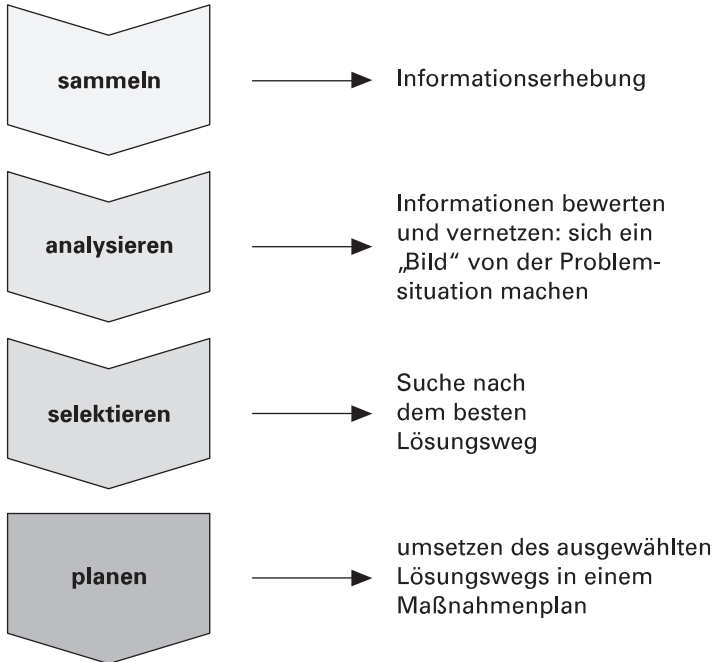 sammeln
Informationserhebung
analysieren
Informationen bewerten
und vernetzen: sich ein
„Bild“ von der Problem-
situation machen
selektieren
Suche nach
dem besten
Lösungsweg
planen
umsetzen des ausgewählten
Lösungswegs in einem
Maßnahmenplan